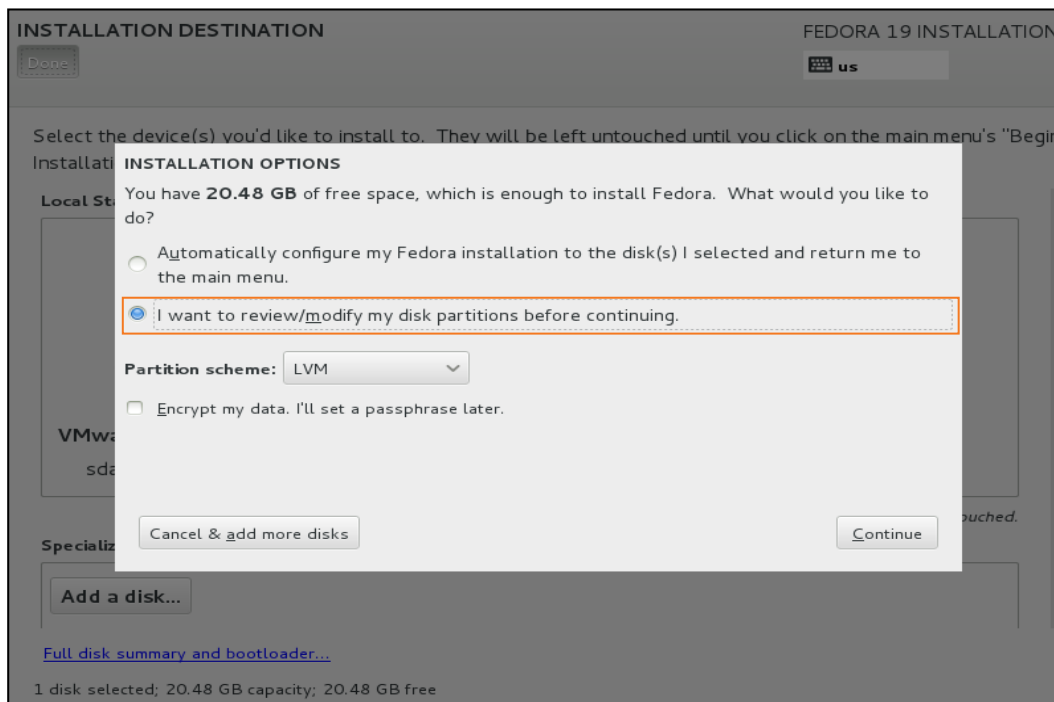 INSTALLATION DESTINATION
FEDORA 19 INSTALLATION
Done
us
Select the device(s) you'd like to install to. They will be left untouched until you click on the main menu's "Begin
Installati
INSTALLATION OPTIONS
You have 20.48 GB of free space, which is enough to install Fedora. What would you like to
do?
Local Sta
Automatically configure my Fedora installation to the disk(s) I selected and return me to
the main menu.
I want to review/modify my disk partitions before continuing.
Partition scheme: LVM
Encrypt my data. I'll set a passphrase later.
VMwa
sda
Cancel & add more disks
Continue
ouched.
Specializ
Add a disk...
Full disk summary and bootloader...
1 disk selected; 20.48 GB capacity; 20.48 GB free